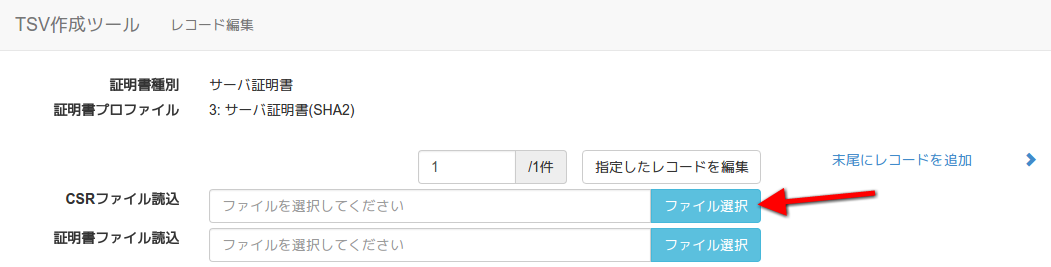 TSV作成ツール レコード編集
証明書種別 サーバ証明書
証明書プロファイル 3: サーバ証明書(SHA2)
1 /1件 指定したレコードを編集 末尾にレコードを追加
CSRファイル読込 ファイルを選択してください ファイル選択
証明書ファイル読込 ファイルを選択してください ファイル選択